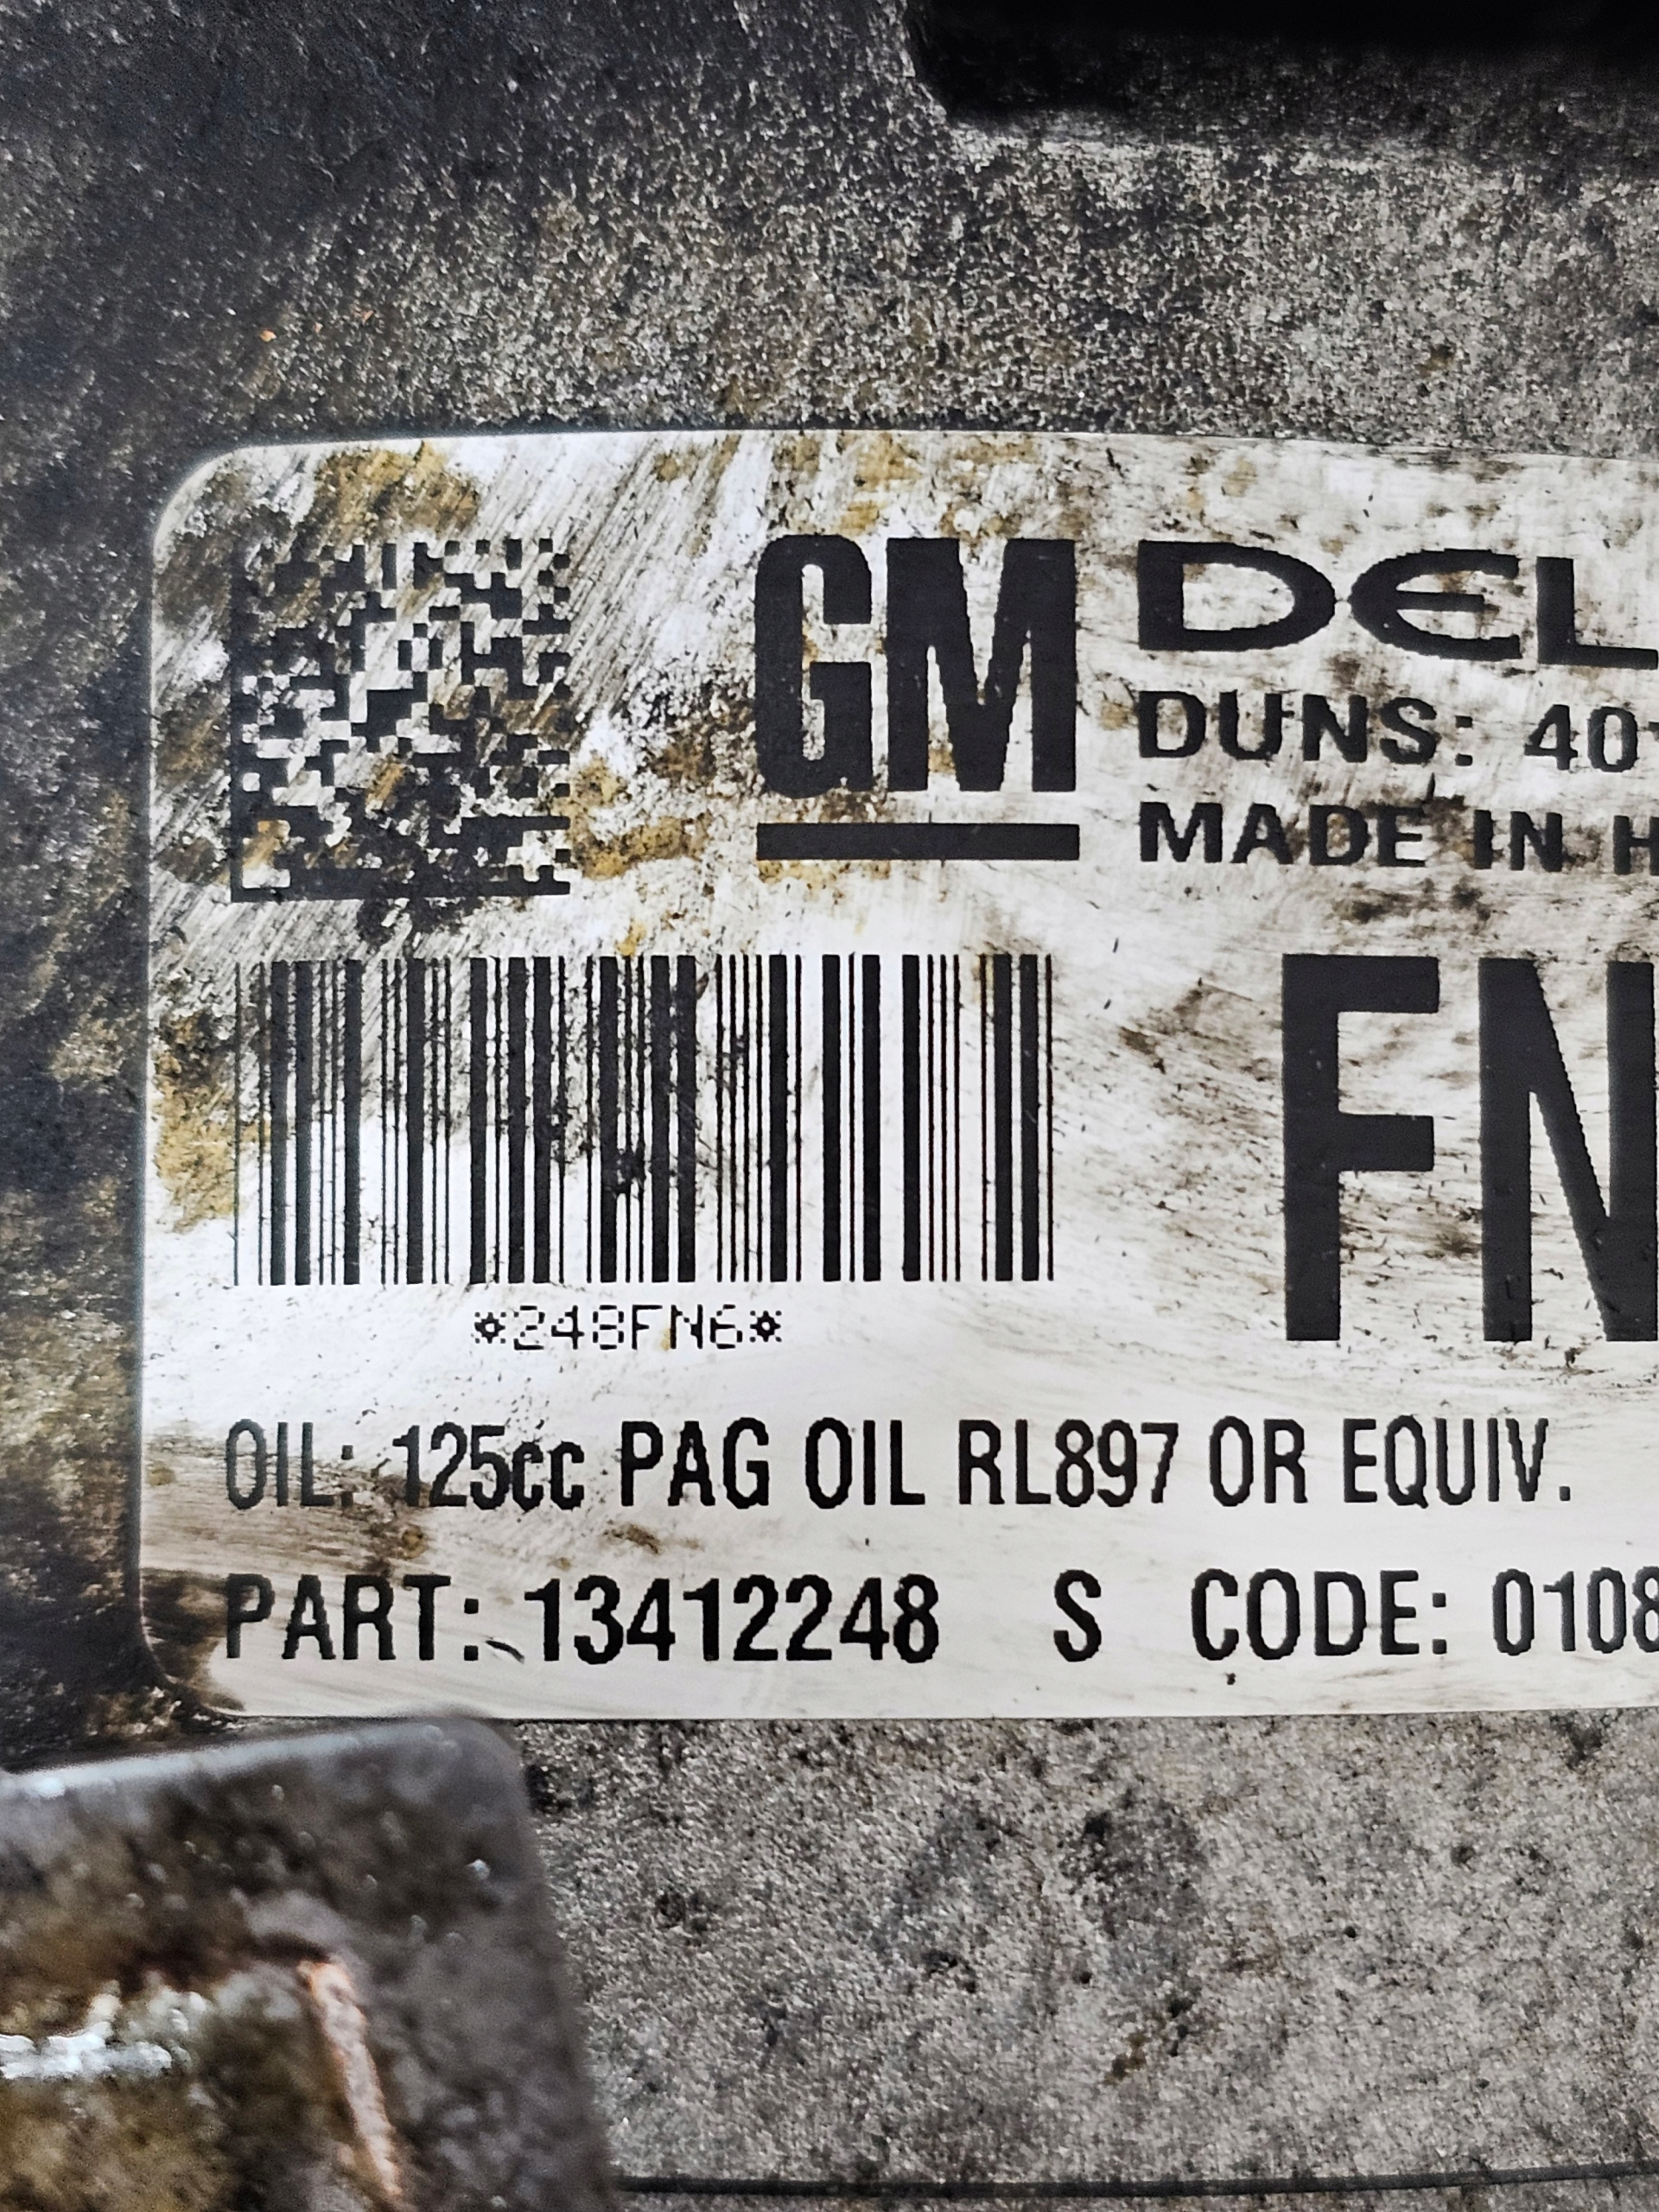 GM
DEL
DUNS: 40
MADE IN H
FN
*248FN6*
OIL: 125cc PAG OIL RL897 OR EQUIV.
PART: 13412248 S CODE: 0108